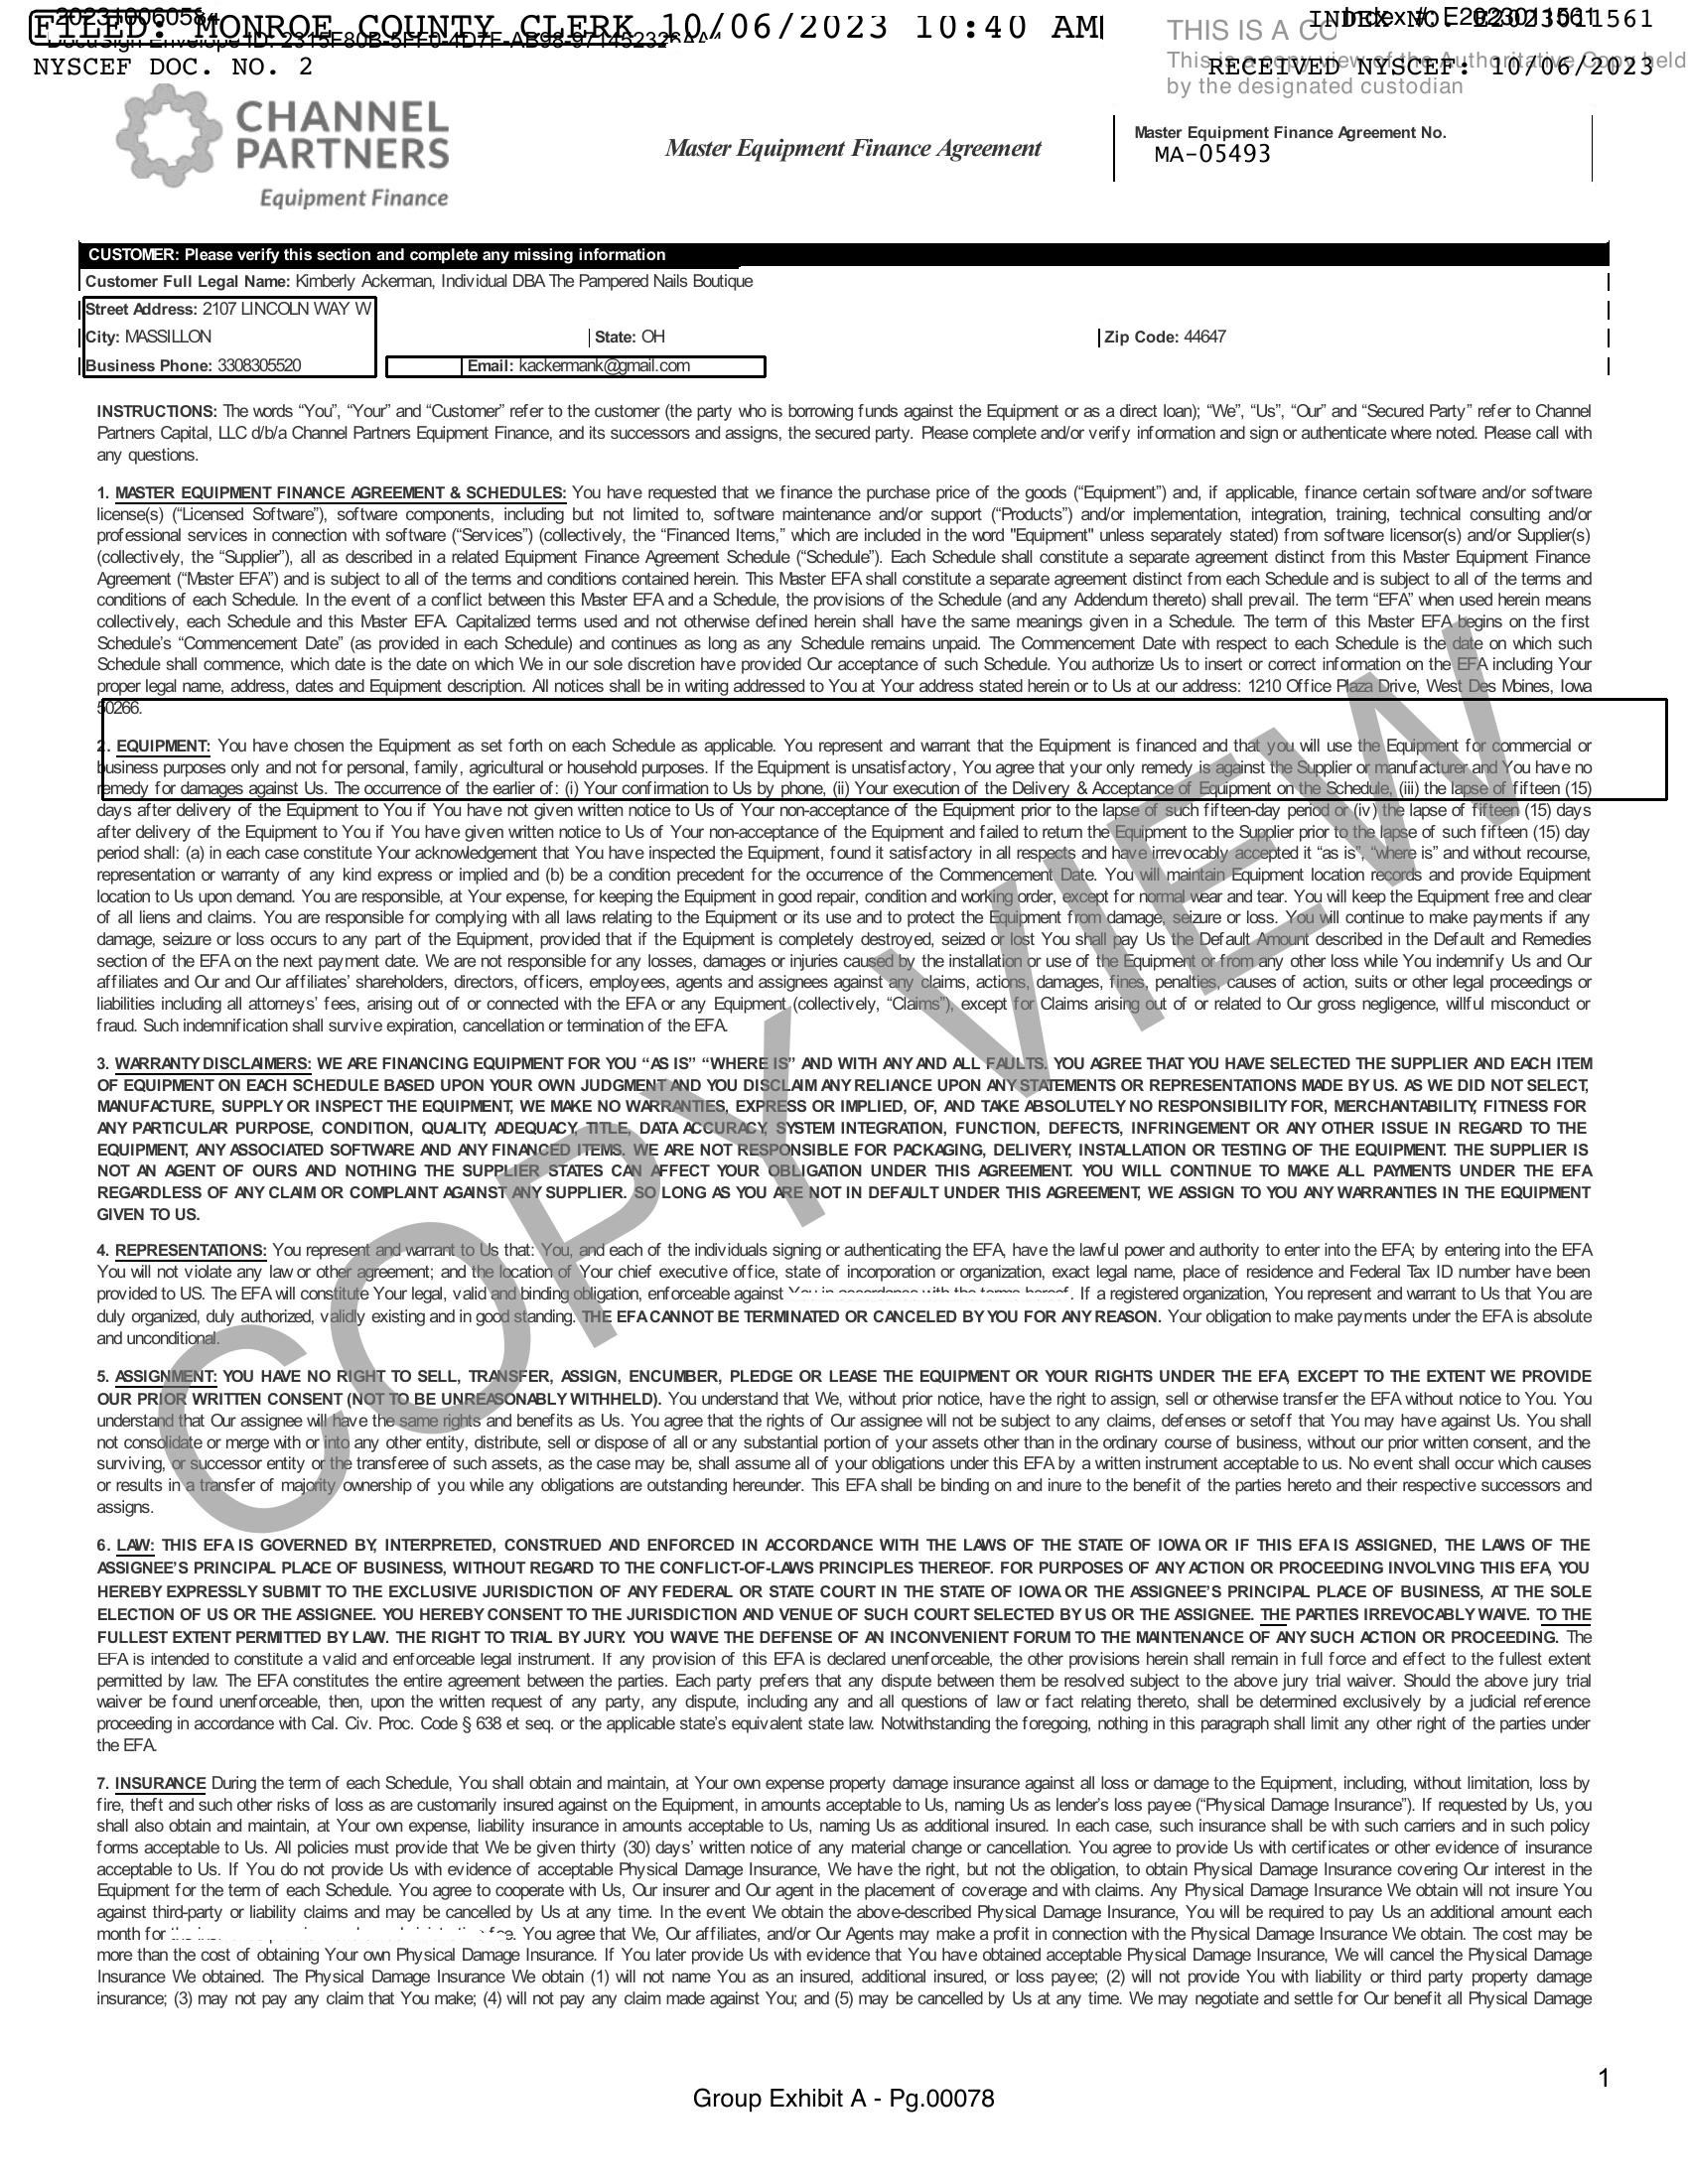 202310060584
FILED: MONROE COUNTY CLERK 10/06/2023 10:40 AM
INDEX NO. E2023011561
Index #: E2023011561
DocuSign Envelope ID:
NYSCEF DOC. NO. 2
RECEIVED NYSCEF: 10/06/2023
THIS IS A CO
This is a copy view of the Authoritative Copy held
by the designated custodian
CHANNEL
PARTNERS
Equipment Finance
Master Equipment Finance Agreement
Master Equipment Finance Agreement No.
MA-05493
CUSTOMER: Please verify this section and complete any missing information
Customer Full Legal Name: Kimberly Ackerman, Individual DBA The Pampered Nails Boutique
Street Address: 2107 LINCOLN WAY W
City: MASSILLON State: OH Zip Code: 44647
Business Phone: 3308305520 Email: kackermank@gmail.com
INSTRUCTIONS: The words “You”, “Your” and “Customer” refer to the customer (the party who is borrowing funds against the Equipment or as a direct loan); “We”, “Us”, “Our” and “Secured Party” refer to Channel
Partners Capital, LLC d/b/a Channel Partners Equipment Finance, and its successors and assigns, the secured party. Please complete and/or verify information and sign or authenticate where noted. Please call with
any questions.
1. MASTER EQUIPMENT FINANCE AGREEMENT & SCHEDULES: You have requested that we finance the purchase price of the goods (“Equipment”) and, if applicable, finance certain software and/or software
license(s) (“Licensed Software”), software components, including but not limited to, software maintenance and/or support (“Products”) and/or implementation, integration, training, technical consulting and/or
professional services in connection with software (“Services”) (collectively, the “Financed Items,” which are included in the word "Equipment" unless separately stated) from software licensor(s) and/or Supplier(s)
(collectively, the “Supplier”), all as described in a related Equipment Finance Agreement Schedule (“Schedule”). Each Schedule shall constitute a separate agreement distinct from this Master Equipment Finance
Agreement (“Master EFA”) and is subject to all of the terms and conditions contained herein. This Master EFA shall constitute a separate agreement distinct from each Schedule and is subject to all of the terms and
conditions of each Schedule. In the event of a conflict between this Master EFA and a Schedule, the provisions of the Schedule (and any Addendum thereto) shall prevail. The term “EFA” when used herein means
collectively, each Schedule and this Master EFA. Capitalized terms used and not otherwise defined herein shall have the same meanings given in a Schedule. The term of this Master EFA begins on the first
Schedule’s “Commencement Date” (as provided in each Schedule) and continues as long as any Schedule remains unpaid. The Commencement Date with respect to each Schedule is the date on which such
Schedule shall commence, which date is the date on which We in our sole discretion have provided Our acceptance of such Schedule. You authorize Us to insert or correct information on the EFA including Your
proper legal name, address, dates and Equipment description. All notices shall be in writing addressed to You at Your address stated herein or to Us at our address: 1210 Office Plaza Drive, West Des Moines, Iowa
50266.
2. EQUIPMENT: You have chosen the Equipment as set forth on each Schedule as applicable. You represent and warrant that the Equipment is financed and that you will use the Equipment for commercial or
business purposes only and not for personal, family, agricultural or household purposes. If the Equipment is unsatisfactory, You agree that your only remedy is against the Supplier or manufacturer and You have no
remedy for damages against Us. The occurrence of the earlier of: (i) Your confirmation to Us by phone, (ii) Your execution of the Delivery & Acceptance of Equipment on the Schedule, (iii) the lapse of fifteen (15)
days after delivery of the Equipment to You if You have not given written notice to Us of Your non-acceptance of the Equipment prior to the lapse of such fifteen-day period or (iv) the lapse of fifteen (15) days
after delivery of the Equipment to You if You have given written notice to Us of Your non-acceptance of the Equipment and failed to return the Equipment to the Supplier prior to the lapse of such fifteen (15) day
period shall: (a) in each case constitute Your acknowledgement that You have inspected the Equipment, found it satisfactory in all respects and have irrevocably accepted it “as is”, “where is” and without recourse,
representation or warranty of any kind express or implied and (b) be a condition precedent for the occurrence of the Commencement Date. You will maintain Equipment location records and provide Equipment
location to Us upon demand. You are responsible, at Your expense, for keeping the Equipment in good repair, condition and working order, except for normal wear and tear. You will keep the Equipment free and clear
of all liens and claims. You are responsible for complying with all laws relating to the Equipment or its use and to protect the Equipment from damage, seizure or loss. You will continue to make payments if any
damage, seizure or loss occurs to any part of the Equipment, provided that if the Equipment is completely destroyed, seized or lost You shall pay Us the Default Amount described in the Default and Remedies
section of the EFA on the next payment date. We are not responsible for any losses, damages or injuries caused by the installation or use of the Equipment or from any other loss while You indemnify Us and Our
affiliates and Our and Our affiliates’ shareholders, directors, officers, employees, agents and assignees against any claims, actions, damages, fines, penalties, causes of action, suits or other legal proceedings or
liabilities including all attorneys’ fees, arising out of or connected with the EFA or any Equipment (collectively, “Claims”), except for Claims arising out of or related to Our gross negligence, willful misconduct or
fraud. Such indemnification shall survive expiration, cancellation or termination of the EFA.
3. WARRANTY DISCLAIMERS: WE ARE FINANCING EQUIPMENT FOR YOU “AS IS” “WHERE IS” AND WITH ANY AND ALL FAULTS. YOU AGREE THAT YOU HAVE SELECTED THE SUPPLIER AND EACH ITEM
OF EQUIPMENT ON EACH SCHEDULE BASED UPON YOUR OWN JUDGMENT AND YOU DISCLAIM ANY RELIANCE UPON ANY STATEMENTS OR REPRESENTATIONS MADE BY US. AS WE DID NOT SELECT,
MANUFACTURE, SUPPLY OR INSPECT THE EQUIPMENT, WE MAKE NO WARRANTIES, EXPRESS OR IMPLIED, OF, AND TAKE ABSOLUTELY NO RESPONSIBILITY FOR, MERCHANTABILITY, FITNESS FOR
ANY PARTICULAR PURPOSE, CONDITION, QUALITY, ADEQUACY, TITLE, DATA ACCURACY, SYSTEM INTEGRATION, FUNCTION, DEFECTS, INFRINGEMENT OR ANY OTHER ISSUE IN REGARD TO THE
EQUIPMENT, ANY ASSOCIATED SOFTWARE AND ANY FINANCED ITEMS. WE ARE NOT RESPONSIBLE FOR PACKAGING, DELIVERY, INSTALLATION OR TESTING OF THE EQUIPMENT. THE SUPPLIER IS
NOT AN AGENT OF OURS AND NOTHING THE SUPPLIER STATES CAN AFFECT YOUR OBLIGATION UNDER THIS AGREEMENT. YOU WILL CONTINUE TO MAKE ALL PAYMENTS UNDER THE EFA
REGARDLESS OF ANY CLAIM OR COMPLAINT AGAINST ANY SUPPLIER. SO LONG AS YOU ARE NOT IN DEFAULT UNDER THIS AGREEMENT, WE ASSIGN TO YOU ANY WARRANTIES IN THE EQUIPMENT
GIVEN TO US.
4. REPRESENTATIONS: You represent and warrant to Us that: You, and each of the individuals signing or authenticating the EFA, have the lawful power and authority to enter into the EFA; by entering into the EFA
You will not violate any law or other agreement; and the location of Your chief executive office, state of incorporation or organization, exact legal name, place of residence and Federal Tax ID number have been
provided to US. The EFA will constitute Your legal, valid and binding obligation, enforceable against You in accordance with the terms hereof. If a registered organization, You represent and warrant to Us that You are
duly organized, duly authorized, validly existing and in good standing. THE EFA CANNOT BE TERMINATED OR CANCELED BY YOU FOR ANY REASON. Your obligation to make payments under the EFA is absolute
and unconditional.
5. ASSIGNMENT: YOU HAVE NO RIGHT TO SELL, TRANSFER, ASSIGN, ENCUMBER, PLEDGE OR LEASE THE EQUIPMENT OR YOUR RIGHTS UNDER THE EFA, EXCEPT TO THE EXTENT WE PROVIDE
OUR PRIOR WRITTEN CONSENT (NOT TO BE UNREASONABLY WITHHELD). You understand that We, without prior notice, have the right to assign, sell or otherwise transfer the EFA without notice to You. You
understand that Our assignee will have the same rights and benefits as Us. You agree that the rights of Our assignee will not be subject to any claims, defenses or setoff that You may have against Us. You shall
not consolidate or merge with or into any other entity, distribute, sell or dispose of all or any substantial portion of your assets other than in the ordinary course of business, without our prior written consent, and the
surviving, or successor entity or the transferee of such assets, as the case may be, shall assume all of your obligations under this EFA by a written instrument acceptable to us. No event shall occur which causes
or results in a transfer of majority ownership of you while any obligations are outstanding hereunder. This EFA shall be binding on and inure to the benefit of the parties hereto and their respective successors and
assigns.
6. LAW: THIS EFA IS GOVERNED BY, INTERPRETED, CONSTRUED AND ENFORCED IN ACCORDANCE WITH THE LAWS OF THE STATE OF IOWA OR IF THIS EFA IS ASSIGNED, THE LAWS OF THE
ASSIGNEE’S PRINCIPAL PLACE OF BUSINESS, WITHOUT REGARD TO THE CONFLICT-OF-LAWS PRINCIPLES THEREOF. FOR PURPOSES OF ANY ACTION OR PROCEEDING INVOLVING THIS EFA, YOU
HEREBY EXPRESSLY SUBMIT TO THE EXCLUSIVE JURISDICTION OF ANY FEDERAL OR STATE COURT IN THE STATE OF IOWA OR THE ASSIGNEE’S PRINCIPAL PLACE OF BUSINESS, AT THE SOLE
ELECTION OF US OR THE ASSIGNEE. YOU HEREBY CONSENT TO THE JURISDICTION AND VENUE OF SUCH COURT SELECTED BY US OR THE ASSIGNEE. THE PARTIES IRREVOCABLY WAIVE. TO THE
FULLEST EXTENT PERMITTED BY LAW. THE RIGHT TO TRIAL BY JURY. YOU WAIVE THE DEFENSE OF AN INCONVENIENT FORUM TO THE MAINTENANCE OF ANY SUCH ACTION OR PROCEEDING. The
EFA is intended to constitute a valid and enforceable legal instrument. If any provision of this EFA is declared unenforceable, the other provisions herein shall remain in full force and effect to the fullest extent
permitted by law. The EFA constitutes the entire agreement between the parties. Each party prefers that any dispute between them be resolved subject to the above jury trial waiver. Should the above jury trial
waiver be found unenforceable, then, upon the written request of any party, any dispute, including any and all questions of law or fact relating thereto, shall be determined exclusively by a judicial reference
proceeding in accordance with Cal. Civ. Proc. Code § 638 et seq. or the applicable state’s equivalent state law. Notwithstanding the foregoing, nothing in this paragraph shall limit any other right of the parties under
the EFA.
7. INSURANCE During the term of each Schedule, You shall obtain and maintain, at Your own expense property damage insurance against all loss or damage to the Equipment, including, without limitation, loss by
fire, theft and such other risks of loss as are customarily insured against on the Equipment, in amounts acceptable to Us, naming Us as lender’s loss payee (“Physical Damage Insurance”). If requested by Us, you
shall also obtain and maintain, at Your own expense, liability insurance in amounts acceptable to Us, naming Us as additional insured. In each case, such insurance shall be with such carriers and in such policy
forms acceptable to Us. All policies must provide that We be given thirty (30) days’ written notice of any material change or cancellation. You agree to provide Us with certificates or other evidence of insurance
acceptable to Us. If You do not provide Us with evidence of acceptable Physical Damage Insurance, We have the right, but not the obligation, to obtain Physical Damage Insurance covering Our interest in the
Equipment for the term of each Schedule. You agree to cooperate with Us, Our insurer and Our agent in the placement of coverage and with claims. Any Physical Damage Insurance We obtain will not insure You
against third-party or liability claims and may be cancelled by Us at any time. In the event We obtain the above-described Physical Damage Insurance, You will be required to pay Us an additional amount each
month for fee. You agree that We, Our affiliates, and/or Our Agents may make a profit in connection with the Physical Damage Insurance We obtain. The cost may be
more than the cost of obtaining Your own Physical Damage Insurance. If You later provide Us with evidence that You have obtained acceptable Physical Damage Insurance, We will cancel the Physical Damage
Insurance We obtained. The Physical Damage Insurance We obtain (1) will not name You as an insured, additional insured, or loss payee; (2) will not provide You with liability or third party property damage
insurance; (3) may not pay any claim that You make; (4) will not pay any claim made against You; and (5) may be cancelled by Us at any time. We may negotiate and settle for Our benefit all Physical Damage
COPY VIEW
1
Group Exhibit A - Pg.00078